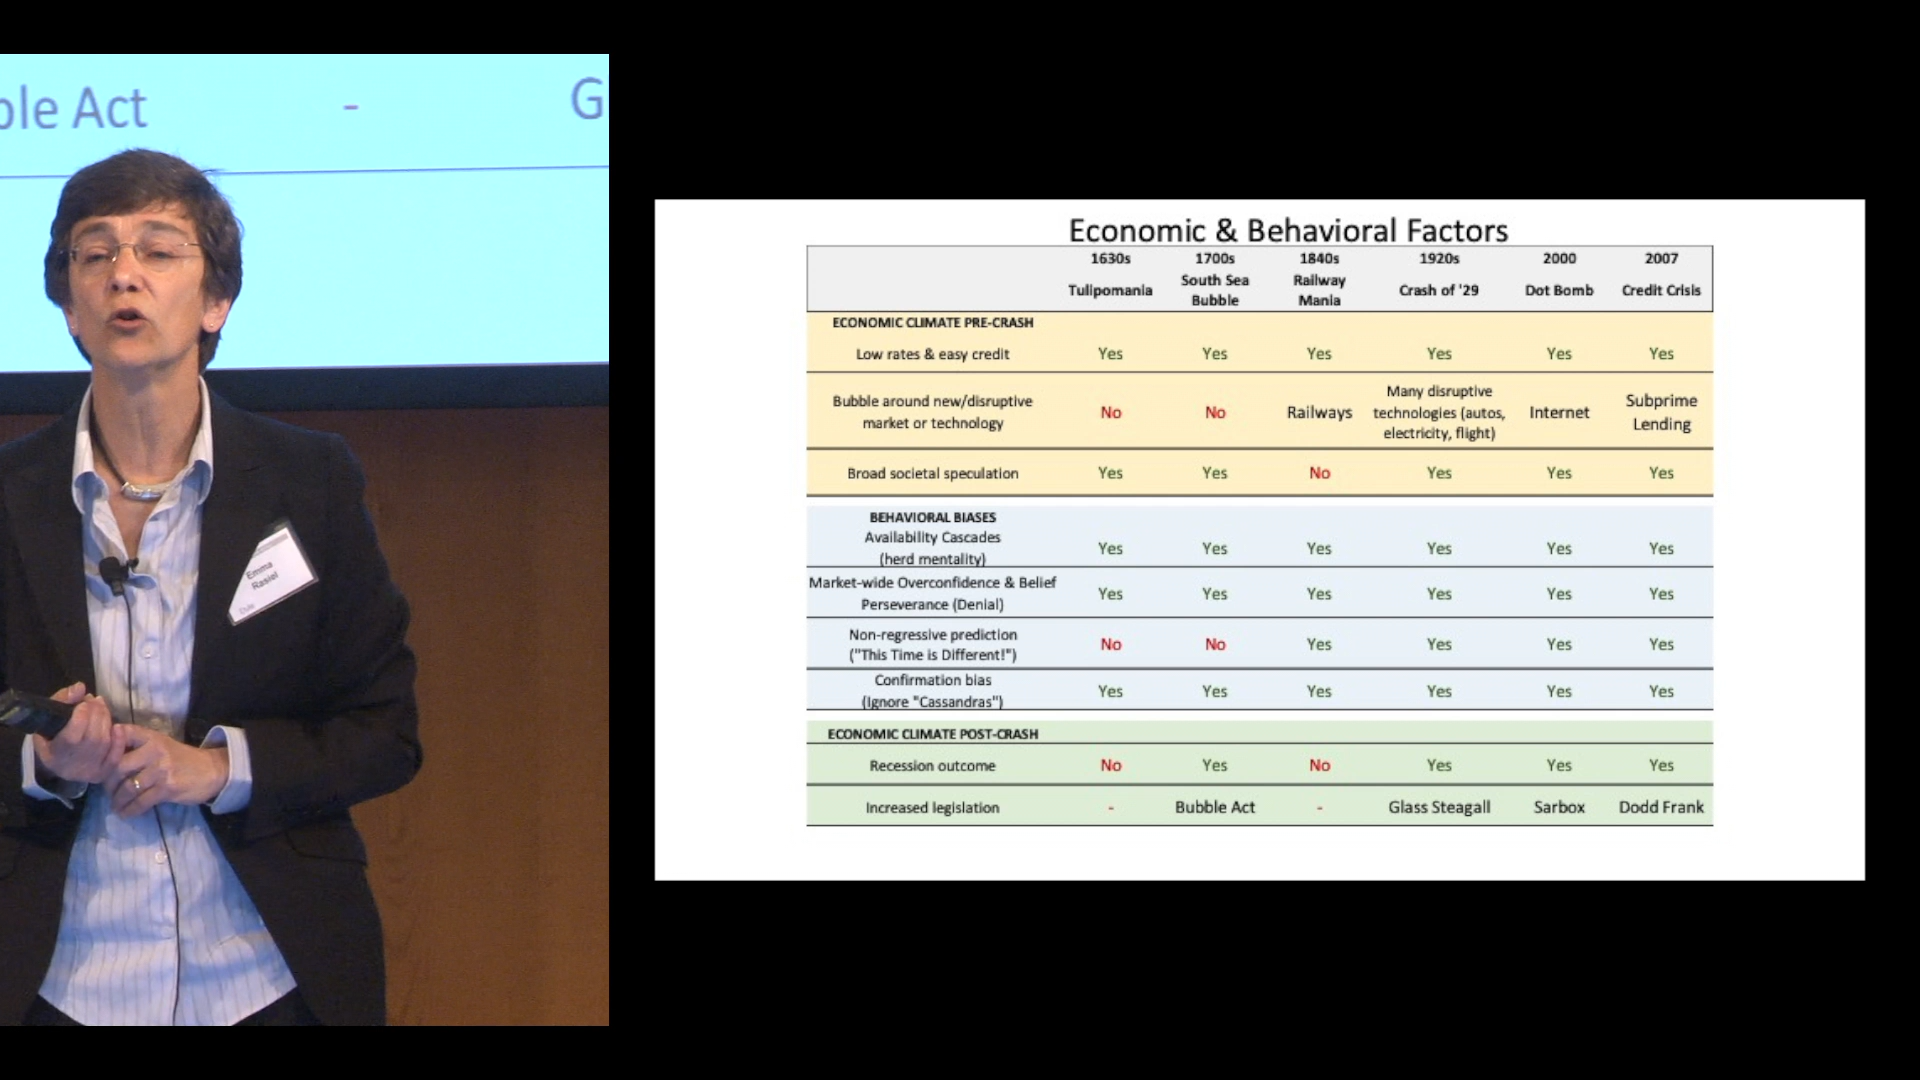 ble Act - G
Emma
Rasiel
Duke
Economic & Behavioral Factors
1630s 1700s 1840s 1920s 2000 2007
Tulipomania South Sea Bubble Railway Mania Crash of '29 Dot Bomb Credit Crisis
ECONOMIC CLIMATE PRE-CRASH
Low rates & easy credit Yes Yes Yes Yes Yes Yes
Bubble around new/disruptive market or technology No No Railways Many disruptive technologies (autos, electricity, flight) Internet Subprime Lending
Broad societal speculation Yes Yes No Yes Yes Yes
BEHAVIORAL BIASES
Availability Cascades (herd mentality) Yes Yes Yes Yes Yes Yes
Market-wide Overconfidence & Belief Perseverance (Denial) Yes Yes Yes Yes Yes Yes
Non-regressive prediction ("This Time is Different!") No No Yes Yes Yes Yes
Confirmation bias (Ignore "Cassandras") Yes Yes Yes Yes Yes Yes
ECONOMIC CLIMATE POST-CRASH
Recession outcome No Yes No Yes Yes Yes
Increased legislation - Bubble Act - Glass Steagall Sarbox Dodd Frank